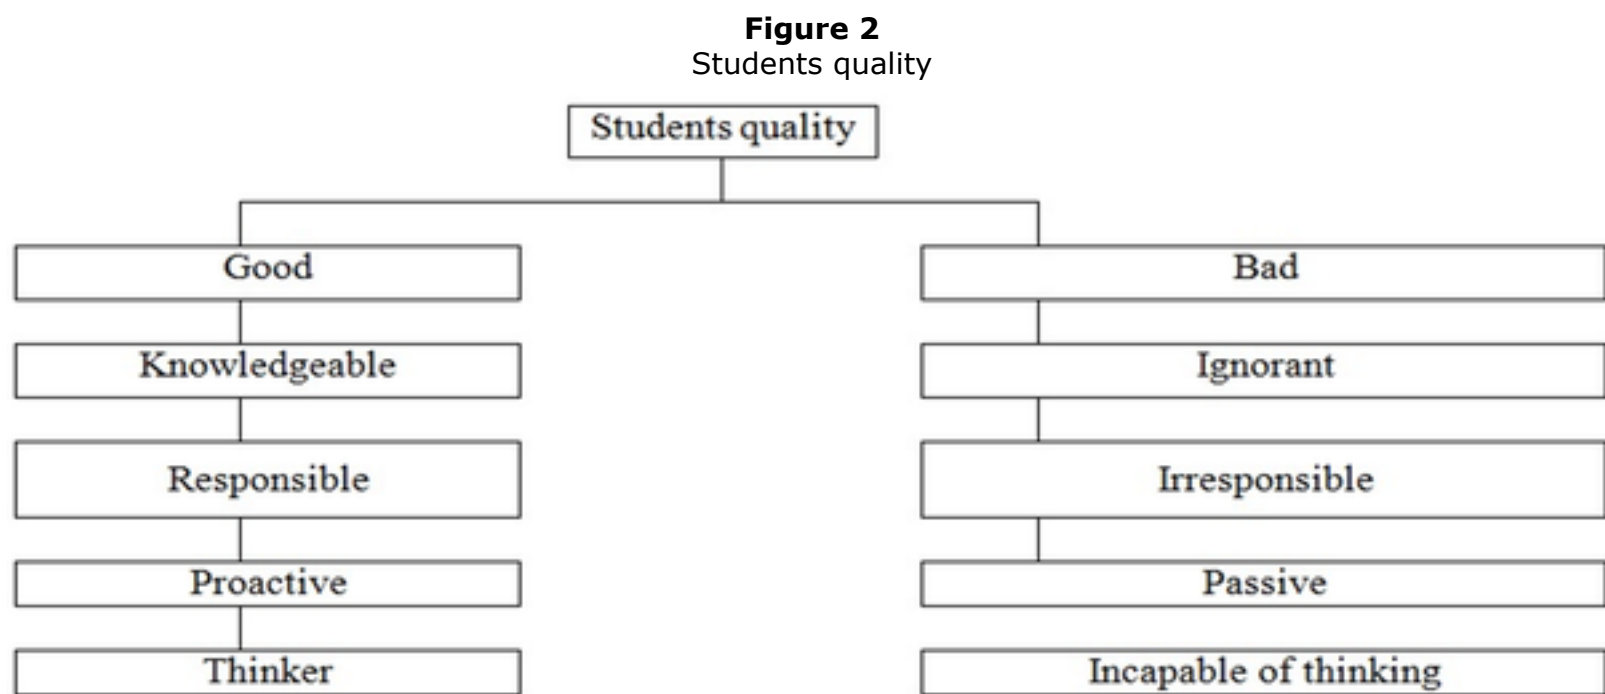 Figure 2
Students quality
Students quality
Good
Bad
Knowledgeable
Ignorant
Responsible
Irresponsible
Proactive
Passive
Thinker
Incapable of thinking